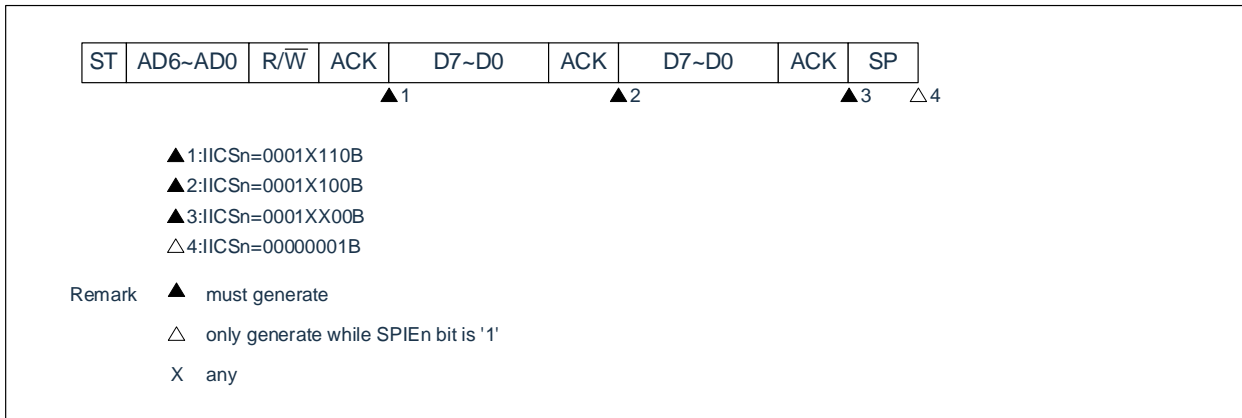 ST AD6~AD0 R/W̅ ACK D7~D0 ACK D7~D0 ACK SP
▲1 ▲2 ▲3 △4
▲1:IICSn=0001X110B
▲2:IICSn=0001X100B
▲3:IICSn=0001XX00B
△4:IICSn=00000001B
Remark ▲ must generate
△ only generate while SPIEn bit is '1'
X any